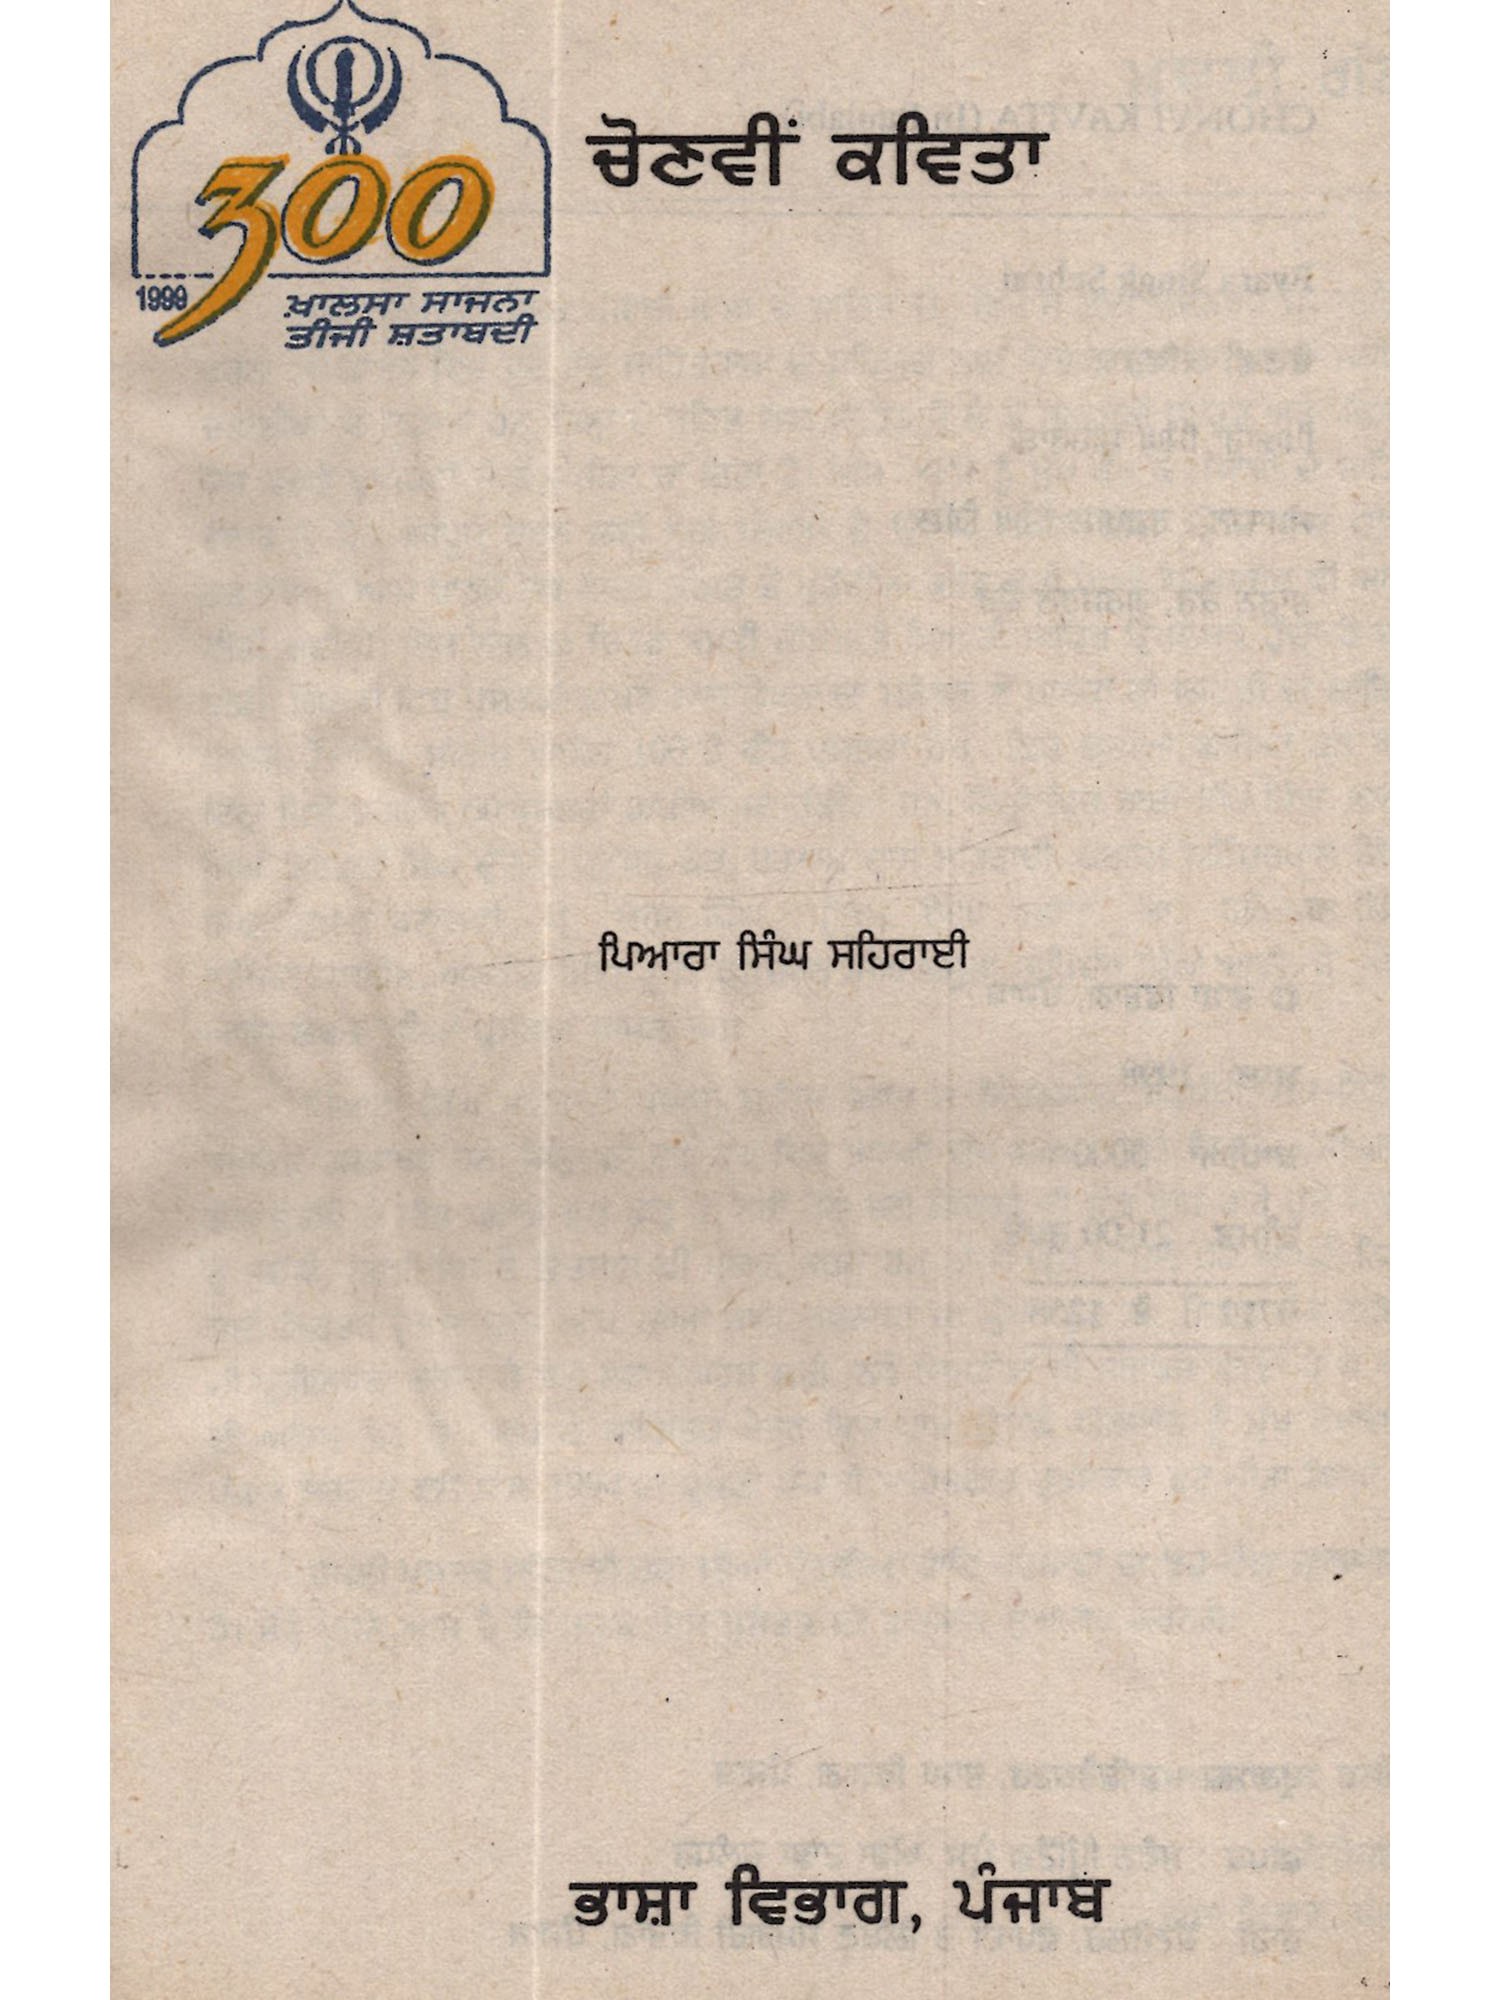 ਚੋਣਵੀਂ ਕਵਿਤਾ
300
1999
ਖ਼ਾਲਸਾ ਸਾਜਨਾ
ਤੀਜੀ ਸ਼ਤਾਬਦੀ
ਪਿਆਰਾ ਸਿੰਘ ਸਹਿਰਾਈ
ਭਾਸ਼ਾ ਵਿਭਾਗ, ਪੰਜਾਬ